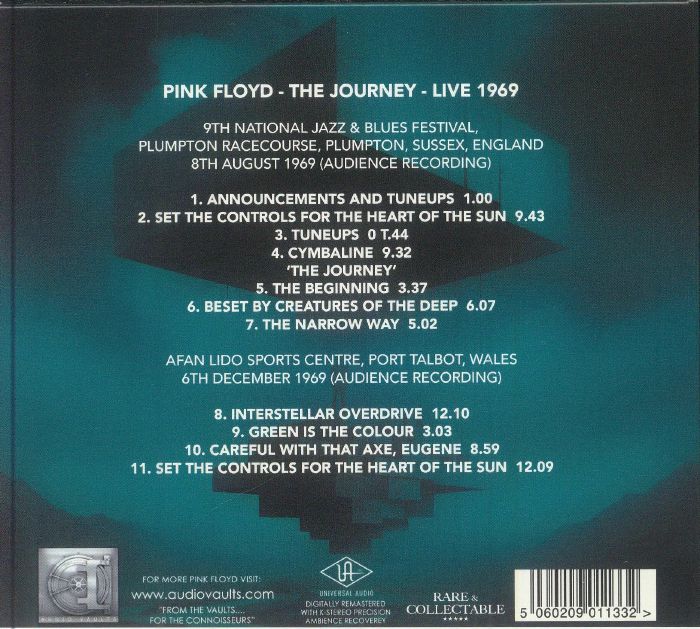 PINK FLOYD - THE JOURNEY - LIVE 1969
9TH NATIONAL JAZZ & BLUES FESTIVAL,
PLUMPTON RACECOURSE, PLUMPTON, SUSSEX, ENGLAND
8TH AUGUST 1969 (AUDIENCE RECORDING)
1. ANNOUNCEMENTS AND TUNEUPS 1.00
2. SET THE CONTROLS FOR THE HEART OF THE SUN 9.43
3. TUNEUPS 0 T.44
4. CYMBALINE 9.32
'THE JOURNEY'
5. THE BEGINNING 3.37
6. BESET BY CREATURES OF THE DEEP 6.07
7. THE NARROW WAY 5.02
AFAN LIDO SPORTS CENTRE, PORT TALBOT, WALES
6TH DECEMBER 1969 (AUDIENCE RECORDING)
8. INTERSTELLAR OVERDRIVE 12.10
9. GREEN IS THE COLOUR 3.03
10. CAREFUL WITH THAT AXE, EUGENE 8.59
11. SET THE CONTROLS FOR THE HEART OF THE SUN 12.09
AUDIO VAULTS
FOR MORE PINK FLOYD VISIT:
www.audiovaults.com
"FROM THE VAULTS....
FOR THE CONNOISSEURS"
UA
UNIVERSAL AUDIO
DIGITALLY REMASTERED
WITH K-STEREO PRECISION
AMBIENCE RECOVEREY
RARE &
COLLECTABLE
★★★★★
5 060209 011332 >